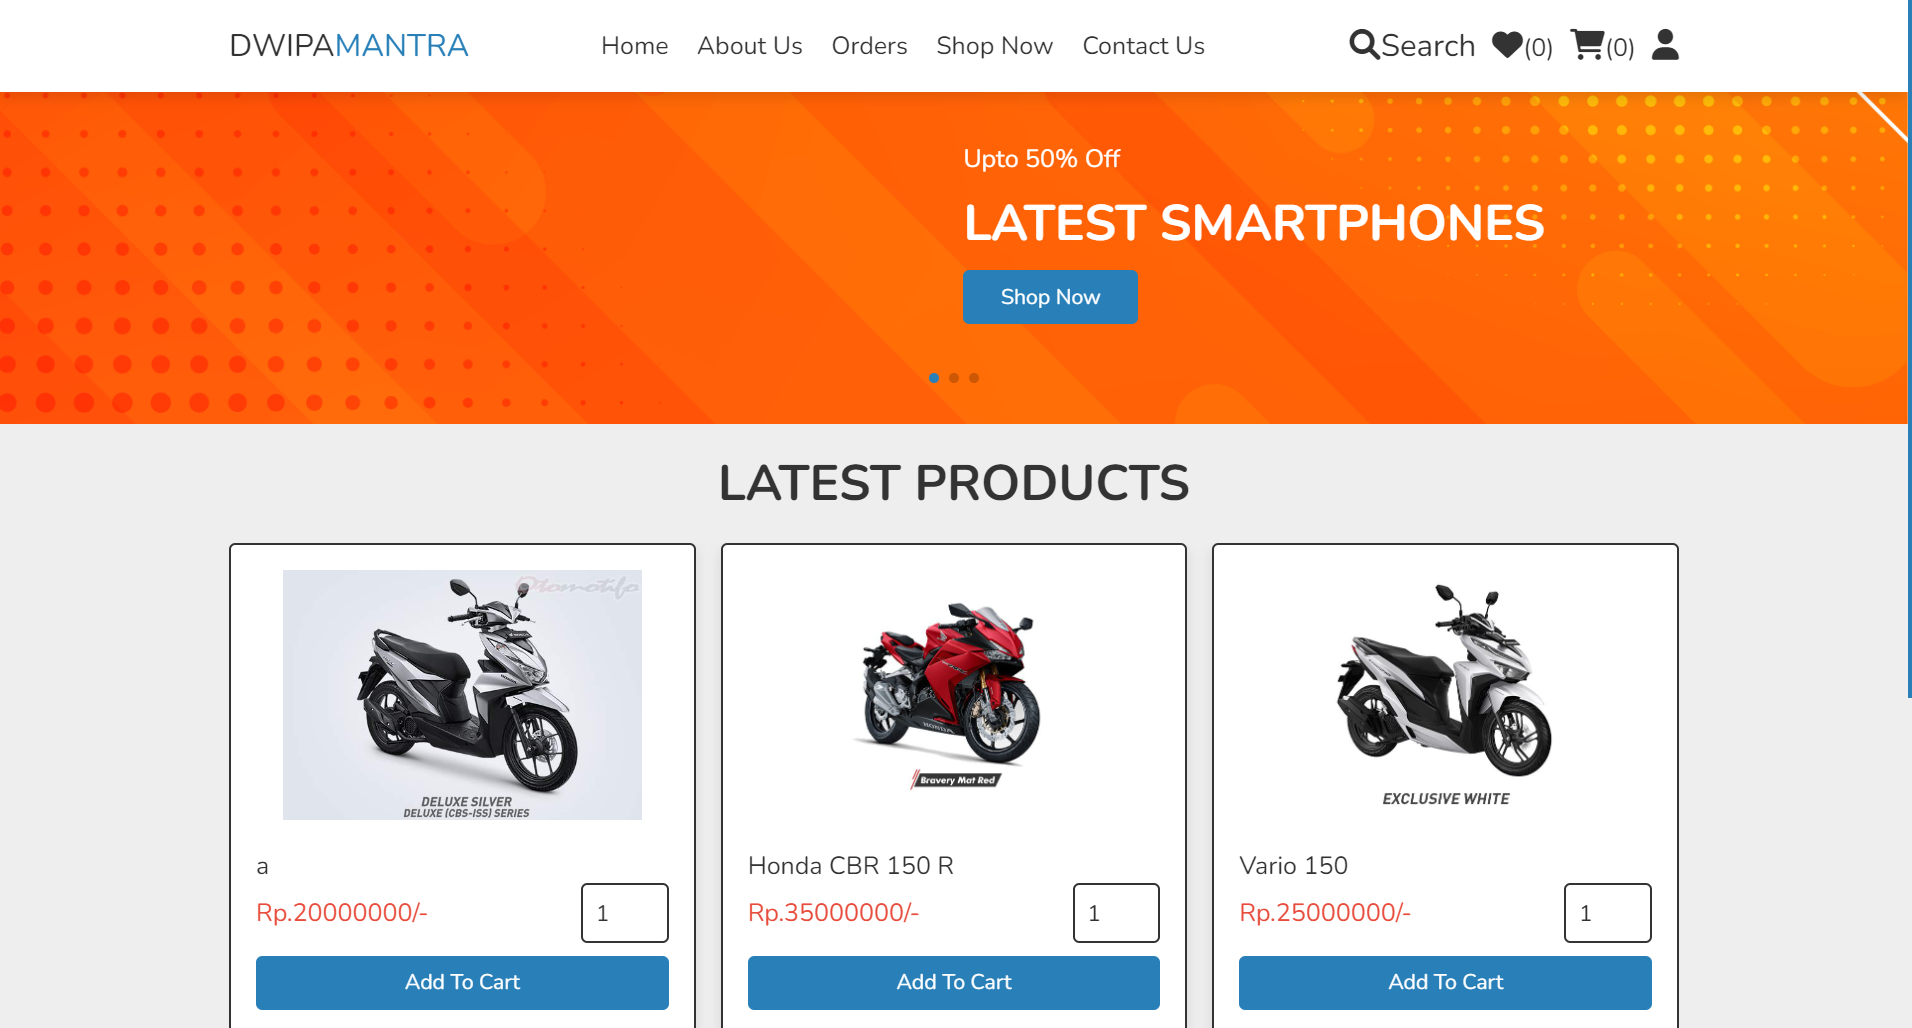 DWIPAMANTRA
Home About Us Orders Shop Now Contact Us
Search (0) (0)
Upto 50% Off
LATEST SMARTPHONES
Shop Now
LATEST PRODUCTS
Otomotifo
DELUXE SILVER
DELUXE (CBS-ISS) SERIES
a
Rp.20000000/-
1
Add To Cart
HONDA
Bravery Mat Red
Honda CBR 150 R
Rp.35000000/-
1
Add To Cart
EXCLUSIVE WHITE
Vario 150
Rp.25000000/-
1
Add To Cart